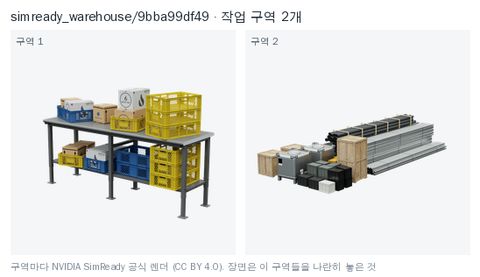 simready_warehouse/9bba99df49 · 작업 구역 2개
구역 1
구역 2
구역마다 NVIDIA SimReady 공식 렌더 (CC BY 4.0). 장면은 이 구역들을 나란히 놓은 것